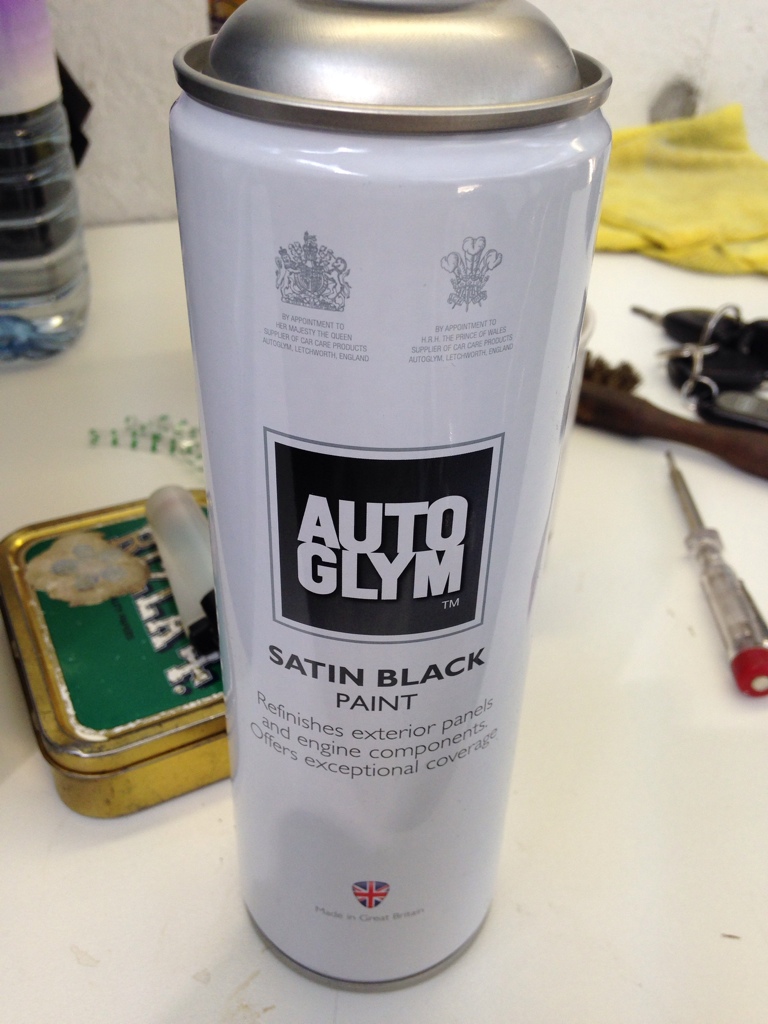 BY APPOINTMENT TO
HER MAJESTY THE QUEEN
SUPPLIER OF CAR CARE PRODUCTS
AUTOGLYM, LETCHWORTH, ENGLAND
BY APPOINTMENT TO
H.R.H. THE PRINCE OF WALES
SUPPLIER OF CAR CARE PRODUCTS
AUTOGLYM, LETCHWORTH, ENGLAND
AUTO
GLYM
TM
SATIN BLACK
PAINT
Refinishes exterior panels
and engine components.
Offers exceptional coverage
Made in Great Britain